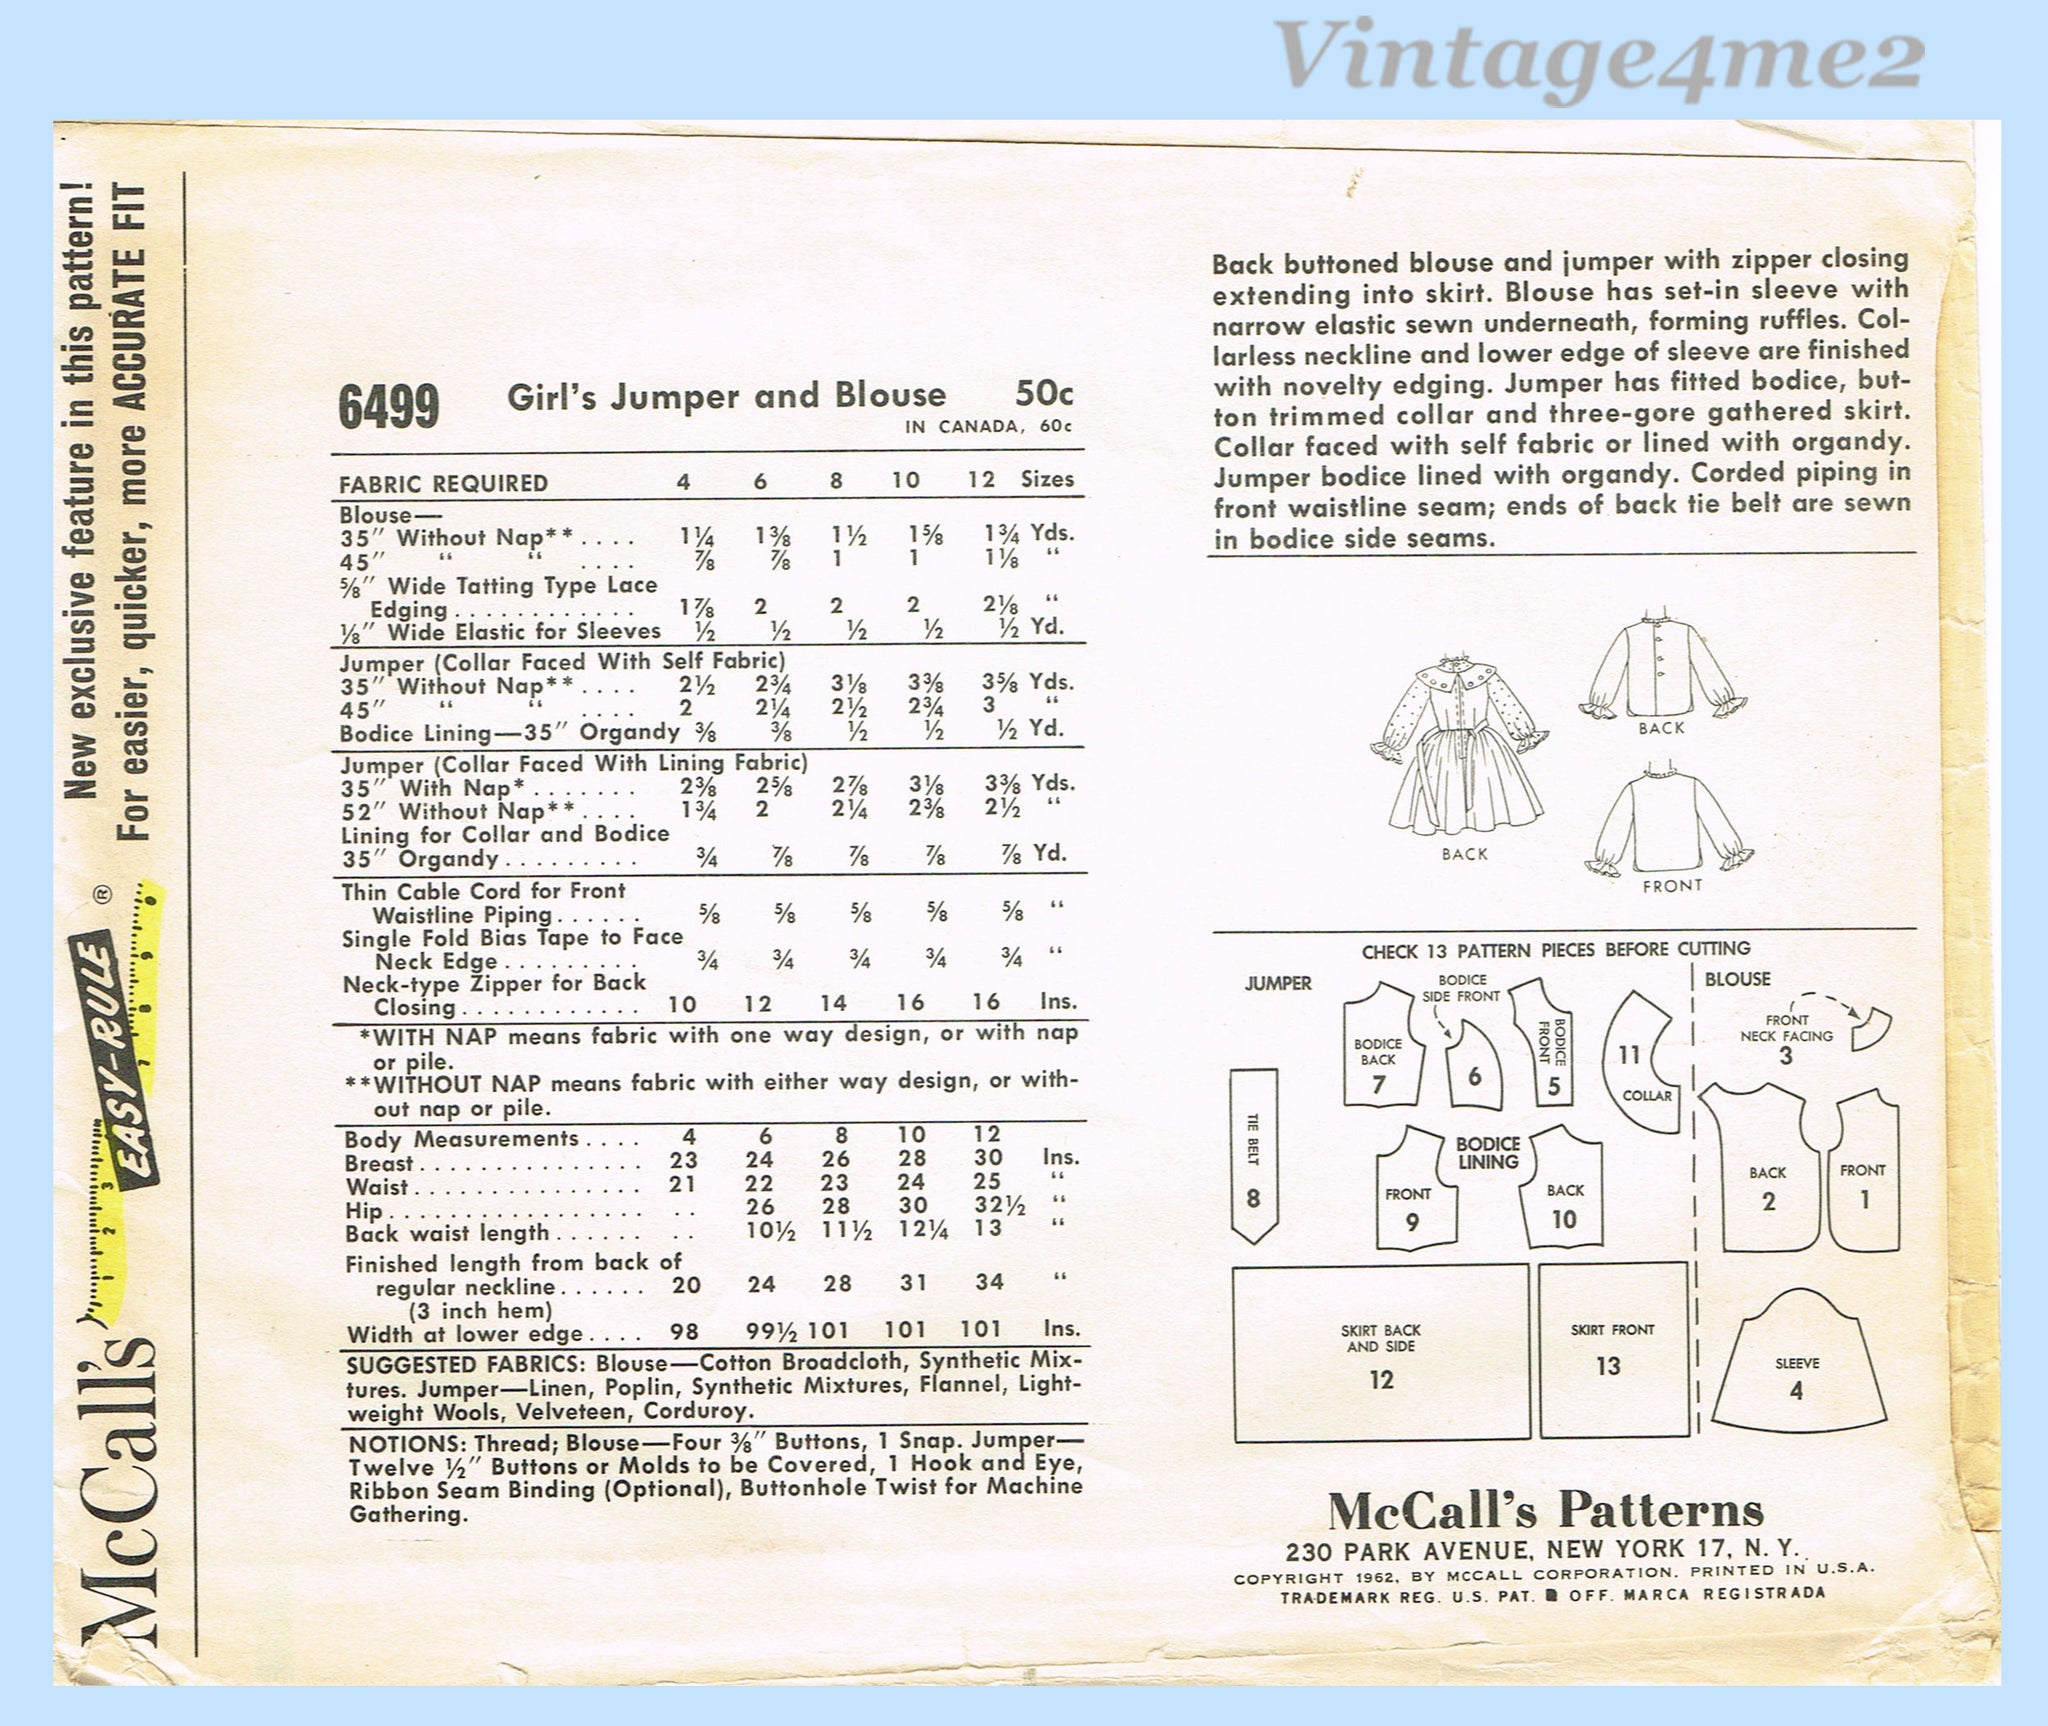 Vintage4me2
New exclusive feature in this pattern!
For easier, quicker, more ACCURATE FIT
McCall's EASY-RULE ®
1 2 3 7 8 9
6499 Girl's Jumper and Blouse 50c
IN CANADA, 60c
FABRIC REQUIRED 4 6 8 10 12 Sizes
Blouse—
35″ Without Nap** .... 1¼ 1⅜ 1½ 1⅝ 1¾ Yds.
45″ “ “ .... ⅞ ⅞ 1 1 1⅛ “
⅝″ Wide Tatting Type Lace
Edging............ 1⅞ 2 2 2 2⅛ “
⅛″ Wide Elastic for Sleeves ½ ½ ½ ½ ½ Yd.
Jumper (Collar Faced With Self Fabric)
35″ Without Nap** .... 2½ 2¾ 3⅛ 3⅜ 3⅝ Yds.
45″ “ “ .... 2 2¼ 2½ 2¾ 3 “
Bodice Lining—35″ Organdy ⅜ ⅜ ½ ½ ½ Yd.
Jumper (Collar Faced With Lining Fabric)
35″ With Nap* ....... 2⅜ 2⅝ 2⅞ 3⅛ 3⅜ Yds.
52″ Without Nap** .... 1¾ 2 2¼ 2⅜ 2½ “
Lining for Collar and Bodice
35″ Organdy ......... ¾ ⅞ ⅞ ⅞ ⅞ Yd.
Thin Cable Cord for Front
Waistline Piping ...... ⅝ ⅝ ⅝ ⅝ ⅝ “
Single Fold Bias Tape to Face
Neck Edge ......... ¾ ¾ ¾ ¾ ¾ “
Neck-type Zipper for Back
Closing ............ 10 12 14 16 16 Ins.
*WITH NAP means fabric with one way design, or with nap
or pile.
**WITHOUT NAP means fabric with either way design, or with-
out nap or pile.
Body Measurements .... 4 6 8 10 12
Breast ............... 23 24 26 28 30 Ins.
Waist ............... 21 22 23 24 25 “
Hip ................. .. 26 28 30 32½ “
Back waist length ...... .. 10½ 11½ 12¼ 13 “
Finished length from back of
regular neckline ...... 20 24 28 31 34 “
(3 inch hem)
Width at lower edge .... 98 99½ 101 101 101 Ins.
SUGGESTED FABRICS: Blouse—Cotton Broadcloth, Synthetic Mix-
tures. Jumper—Linen, Poplin, Synthetic Mixtures, Flannel, Light-
weight Wools, Velveteen, Corduroy.
NOTIONS: Thread; Blouse—Four ⅜″ Buttons, 1 Snap. Jumper—
Twelve ½″ Buttons or Molds to be Covered, 1 Hook and Eye,
Ribbon Seam Binding (Optional), Buttonhole Twist for Machine
Gathering.
Back buttoned blouse and jumper with zipper closing
extending into skirt. Blouse has set-in sleeve with
narrow elastic sewn underneath, forming ruffles. Col-
larless neckline and lower edge of sleeve are finished
with novelty edging. Jumper has fitted bodice, but-
ton trimmed collar and three-gore gathered skirt.
Collar faced with self fabric or lined with organdy.
Jumper bodice lined with organdy. Corded piping in
front waistline seam; ends of back tie belt are sewn
in bodice side seams.
BACK
BACK
FRONT
CHECK 13 PATTERN PIECES BEFORE CUTTING
JUMPER
BODICE
SIDE FRONT
BODICE
BACK
7
6
BODICE
FRONT
5
11
COLLAR
TIE BELT
8
BODICE
LINING
FRONT
9
BACK
10
SKIRT BACK
AND SIDE
12
SKIRT FRONT
13
BLOUSE
FRONT
NECK FACING
3
BACK
2
FRONT
1
SLEEVE
4
McCall's Patterns
230 PARK AVENUE, NEW YORK 17, N. Y.
COPYRIGHT 1962, BY MCCALL CORPORATION. PRINTED IN U.S.A.
TRADEMARK REG. U.S. PAT. OFF. MARCA REGISTRADA